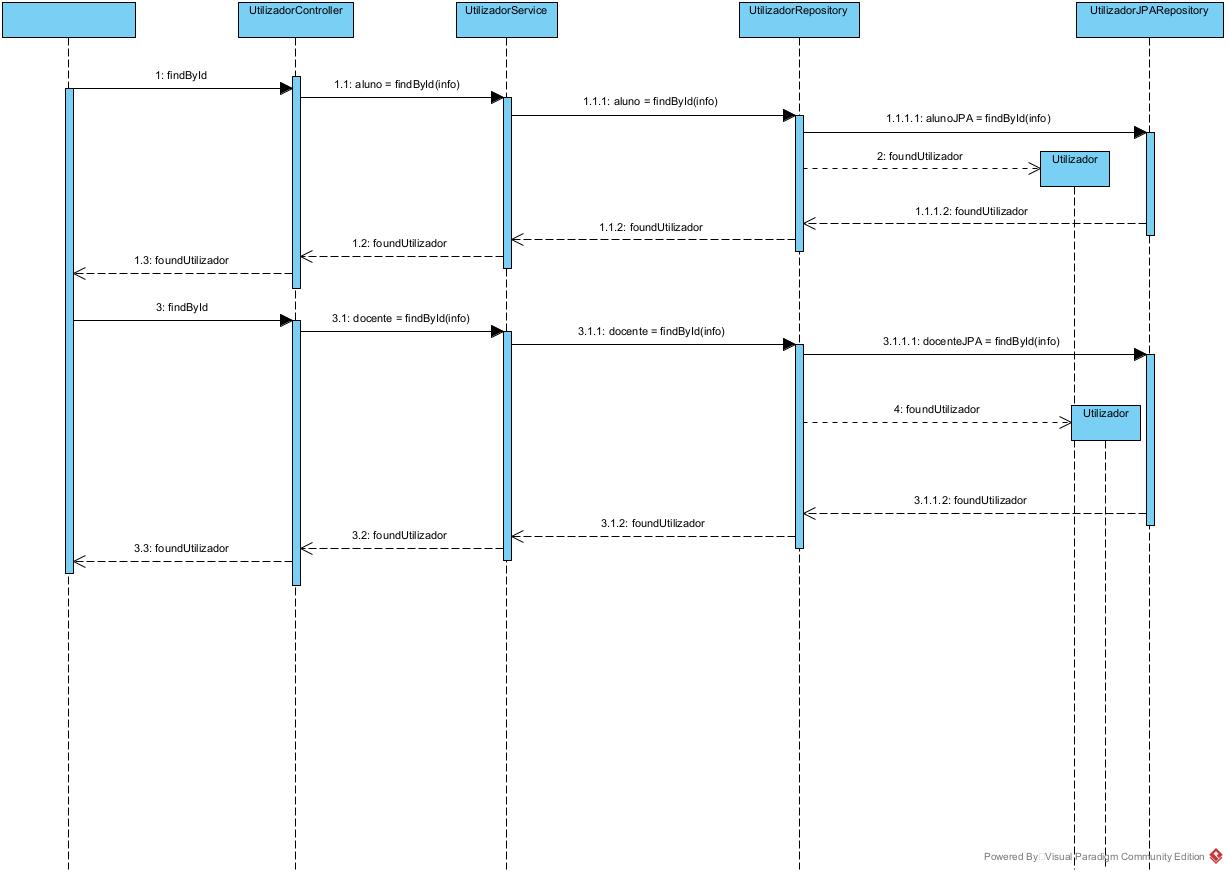 UtilizadorController
UtilizadorService
UtilizadorRepository
UtilizadorJPARepository
1: findById
1.1: aluno = findById(info)
1.1.1: aluno = findById(info)
1.1.1.1: alunoJPA = findById(info)
2: foundUtilizador
Utilizador
1.1.1.2: foundUtilizador
1.1.2: foundUtilizador
1.2: foundUtilizador
1.3: foundUtilizador
3: findById
3.1: docente = findById(info)
3.1.1: docente = findById(info)
3.1.1.1: docenteJPA = findById(info)
4: foundUtilizador
Utilizador
3.1.1.2: foundUtilizador
3.1.2: foundUtilizador
3.2: foundUtilizador
3.3: foundUtilizador
Powered By Visual Paradigm Community Edition